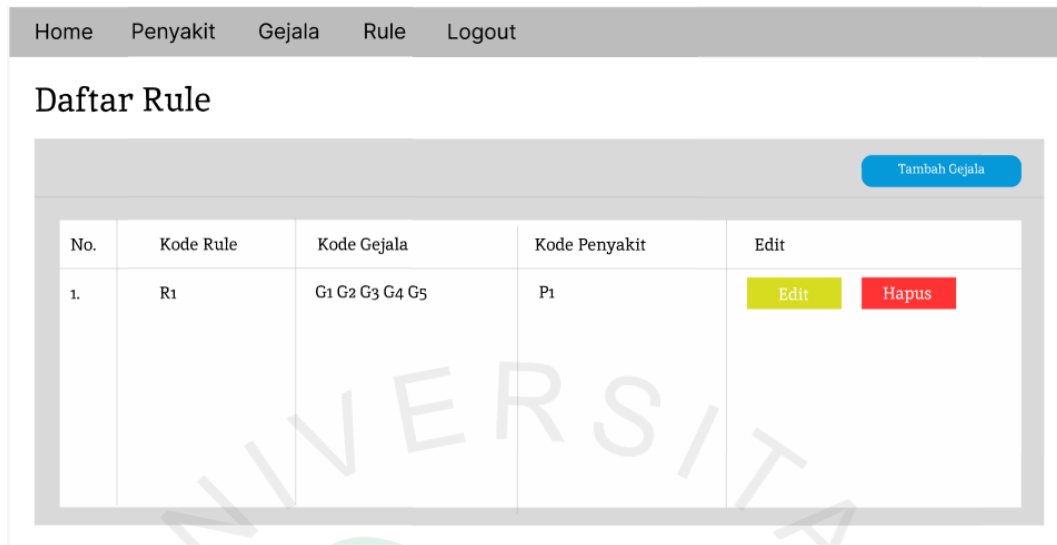 Home Penyakit Gejala Rule Logout
Daftar Rule
Tambah Gejala
No. Kode Rule Kode Gejala Kode Penyakit Edit
1. R1 G1 G2 G3 G4 G5 P1 Edit Hapus
NIVERSITA